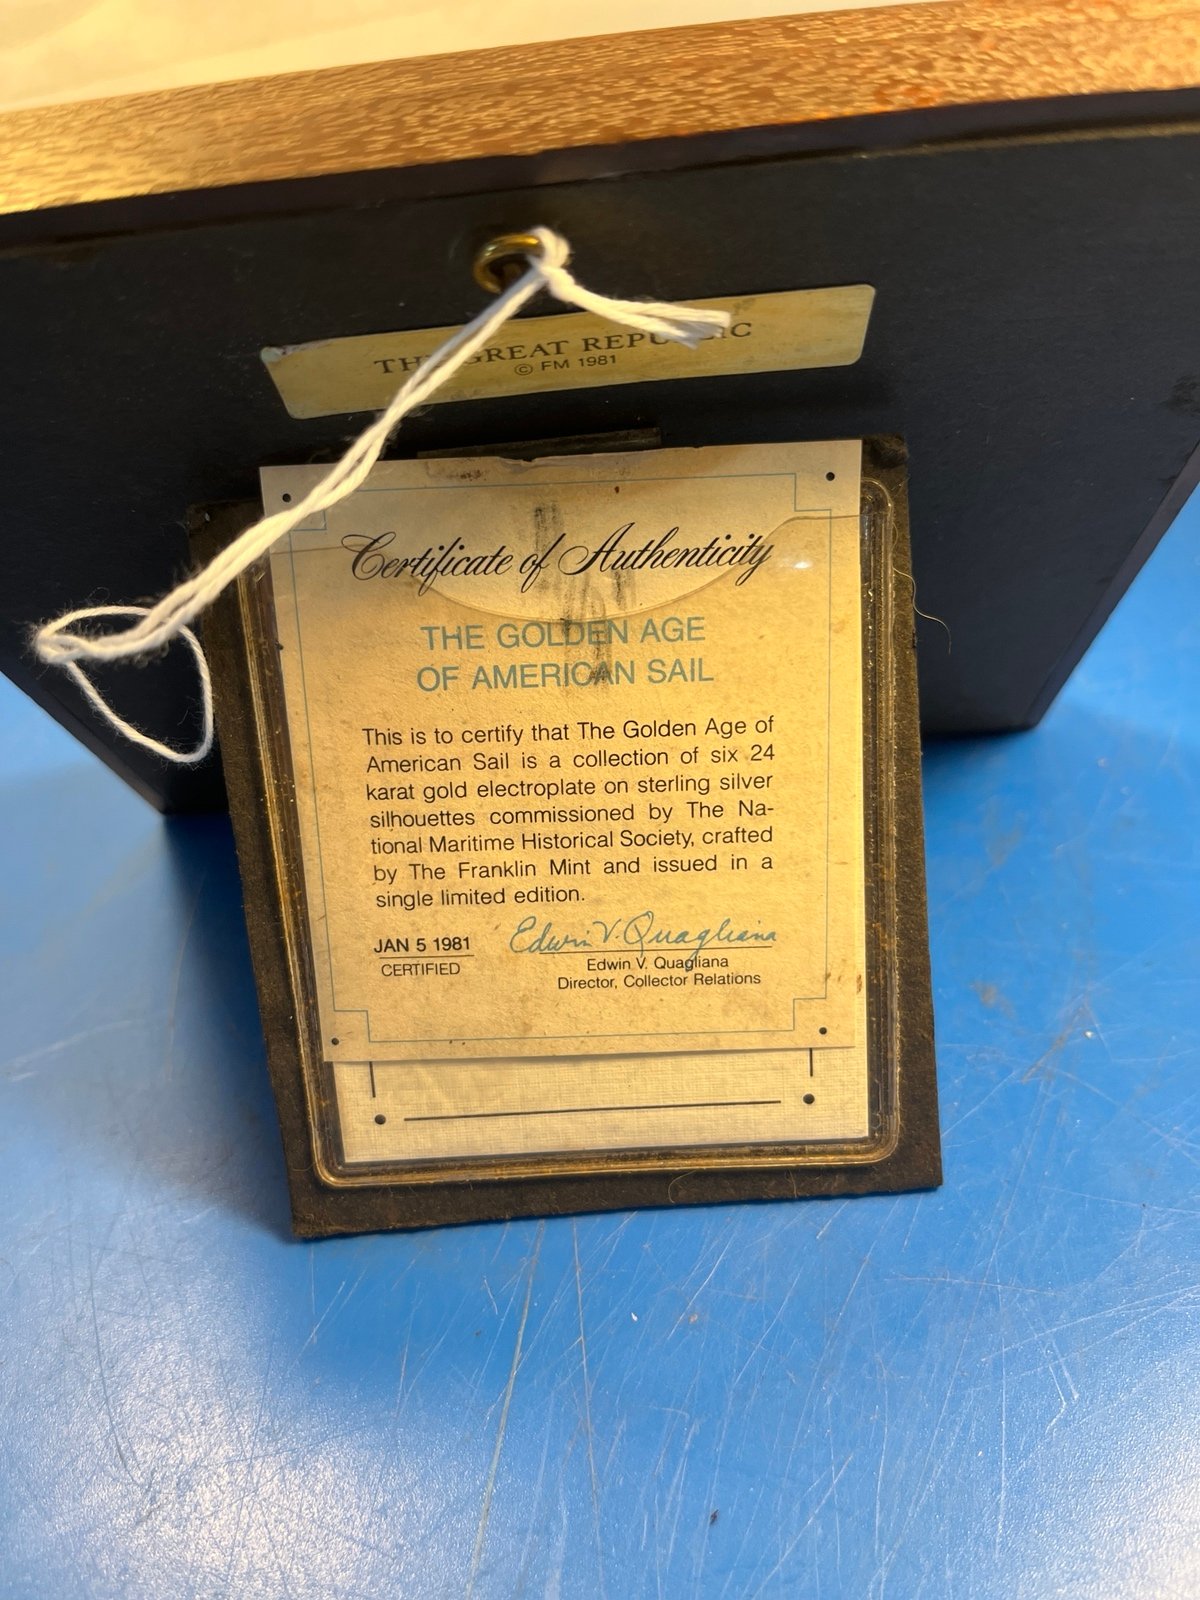 THE GREAT REPUBLIC
© FM 1981
Certificate of Authenticity
THE GOLDEN AGE
OF AMERICAN SAIL
This is to certify that The Golden Age of
American Sail is a collection of six 24
karat gold electroplate on sterling silver
silhouettes commissioned by The Na-
tional Maritime Historical Society, crafted
by The Franklin Mint and issued in a
single limited edition.
JAN 5 1981
CERTIFIED
Edwin V. Quagliana
Edwin V. Quagliana
Director, Collector Relations